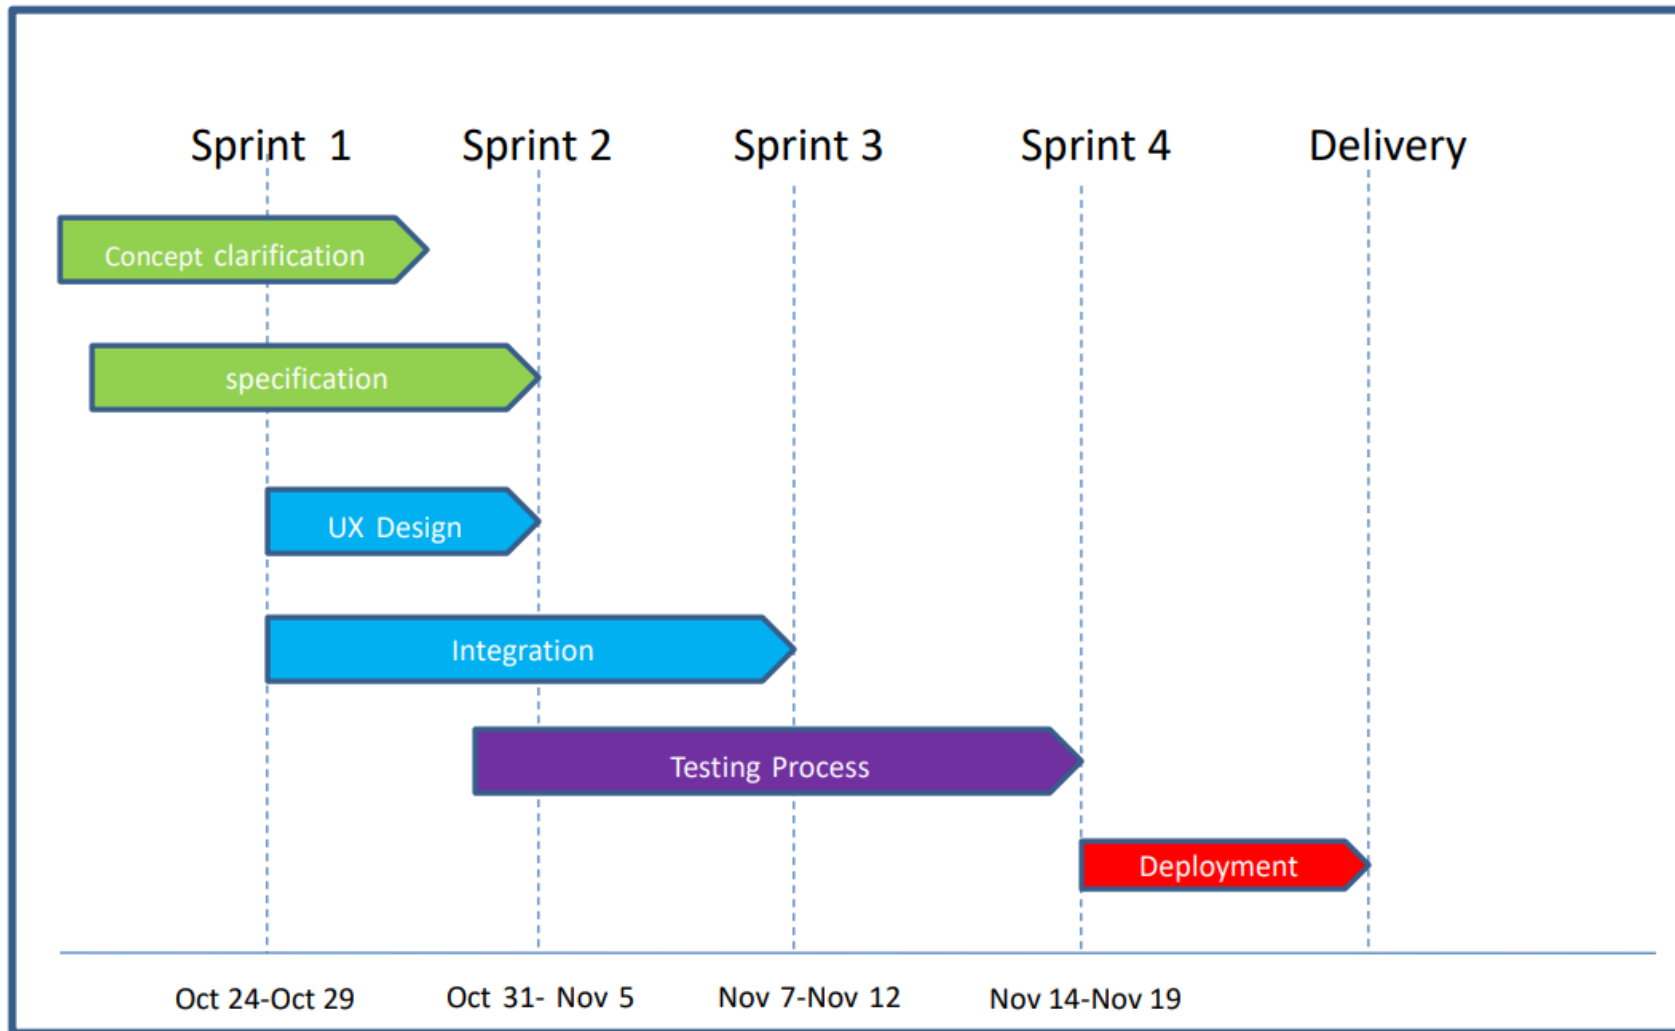 Sprint 1
Sprint 2
Sprint 3
Sprint 4
Delivery
Concept clarification
specification
UX Design
Integration
Testing Process
Deployment
Oct 24-Oct 29
Oct 31- Nov 5
Nov 7-Nov 12
Nov 14-Nov 19